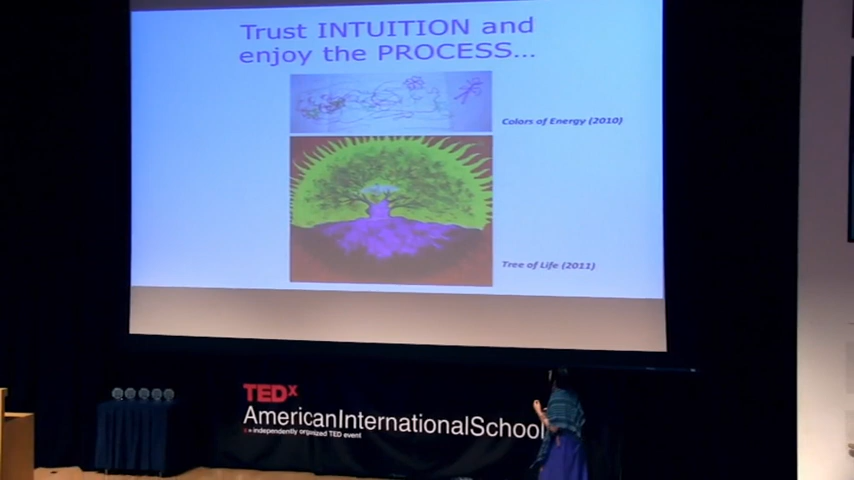 Trust INTUITION and
enjoy the PROCESS...
Colors of Energy (2010)
Tree of Life (2011)
TEDx
AmericanInternationalSchool
x = independently organized TED event